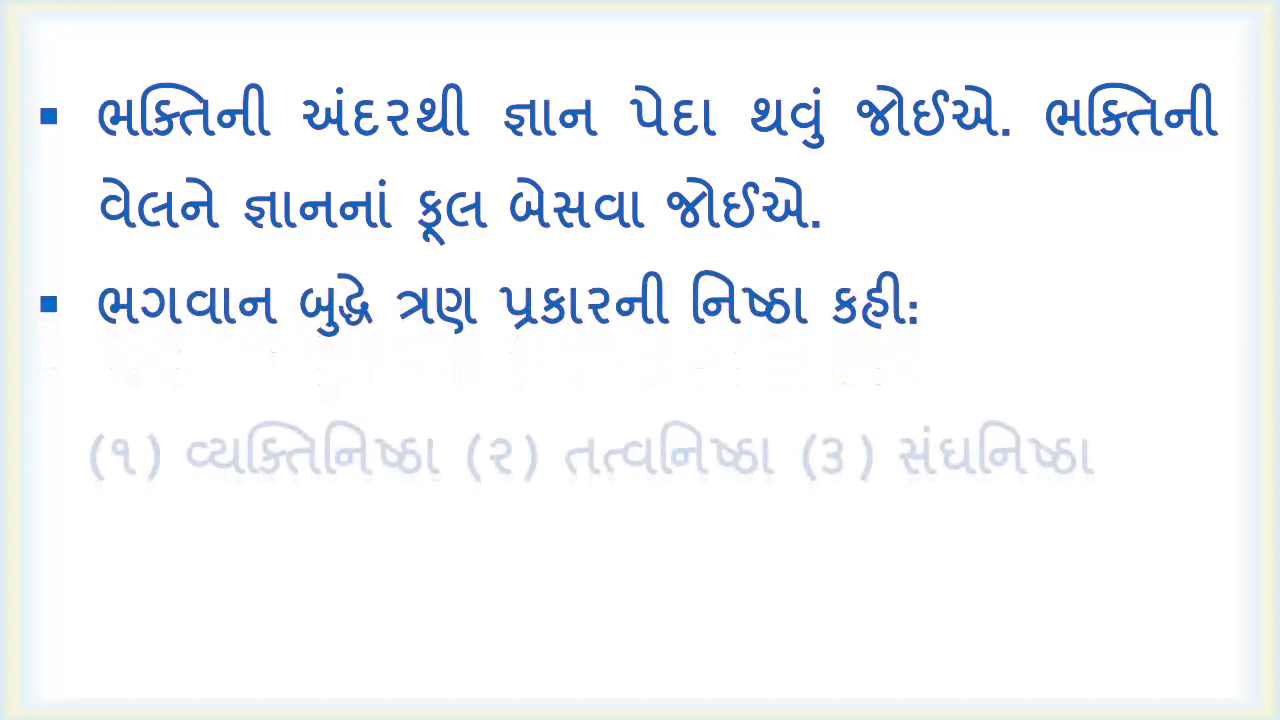 ▪ ભક્તિની અંદરથી જ્ઞાન પેદા થવું જોઈએ. ભક્તિની
વેલને જ્ઞાનનાં ફૂલ બેસવા જોઈએ.
▪ ભગવાન બુદ્ધે ત્રણ પ્રકારની નિષ્ઠા કહી:
(૧) વ્યક્તિનિષ્ઠા (૨) તત્વનિષ્ઠા (૩) સંઘનિષ્ઠા